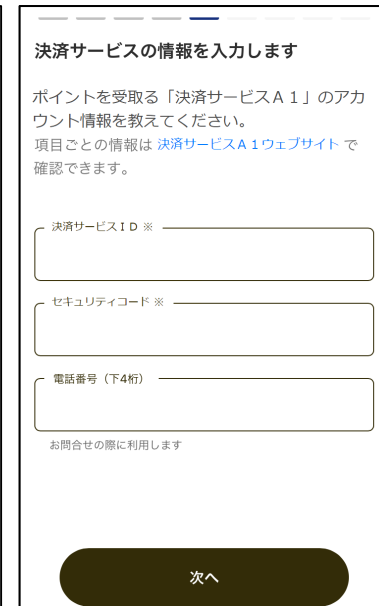 決済サービスの情報を入力します
ポイントを受取る「決済サービスA１」のアカ
ウント情報を教えてください。
項目ごとの情報は 決済サービスA１ウェブサイト で
確認できます。
決済サービスＩＤ ※
セキュリティコード ※
電話番号（下4桁）
お問合せの際に利用します
次へ